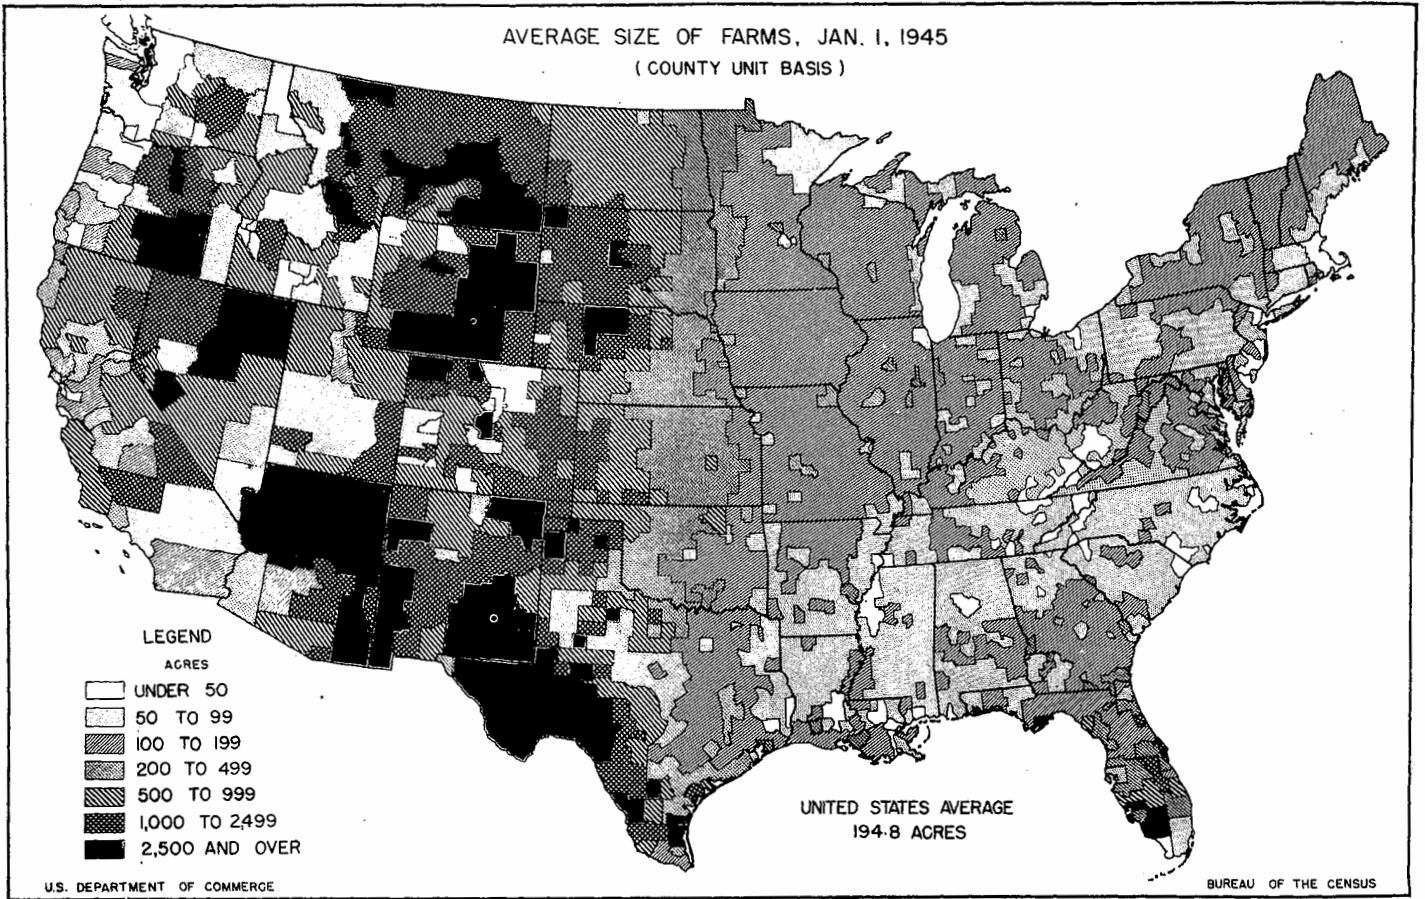 AVERAGE SIZE OF FARMS, JAN. 1, 1945
( COUNTY UNIT BASIS )
LEGEND
ACRES
UNDER 50
50 TO 99
100 TO 199
200 TO 499
500 TO 999
1,000 TO 2,499
2,500 AND OVER
UNITED STATES AVERAGE
194.8 ACRES
U.S. DEPARTMENT OF COMMERCE
BUREAU OF THE CENSUS